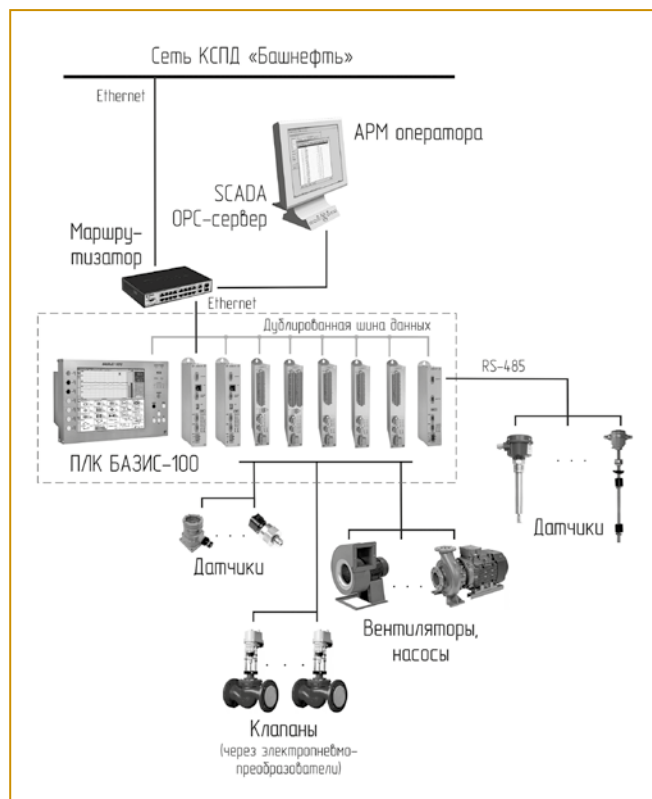 Сеть КСПД «Башнефть»
Ethernet
АРМ оператора
SCADA
OPC-сервер
Маршру-
тизатор
Ethernet
Дублированная шина данных
RS-485
ПЛК БАЗИС-100
Датчики
Датчики
Вентиляторы,
насосы
Клапаны
(через электропневмо-
преобразователи)